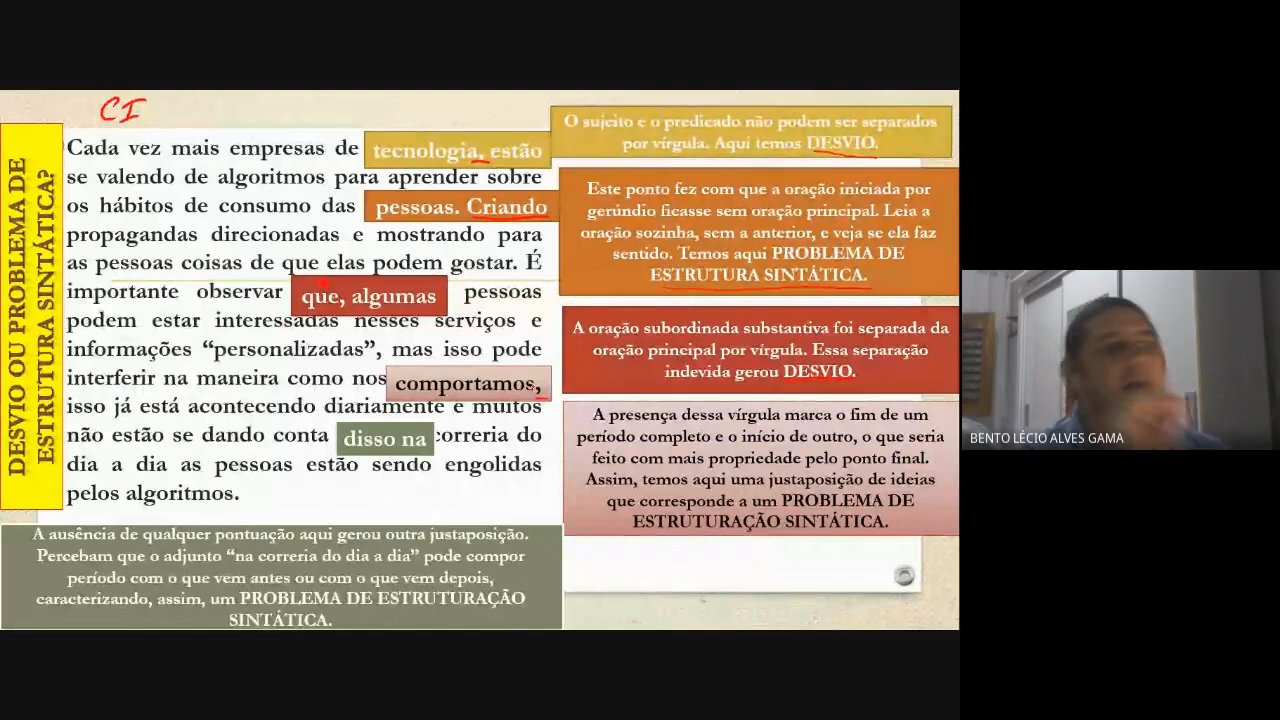 CI
DESVIO OU PROBLEMA DE
ESTRUTURA SINTÁTICA?
Cada vez mais empresas de tecnologia, estão
se valendo de algoritmos para aprender sobre
os hábitos de consumo das pessoas. Criando
propagandas direcionadas e mostrando para
as pessoas coisas de que elas podem gostar. É
importante observar que, algumas pessoas
podem estar interessadas nesses serviços e
informações “personalizadas”, mas isso pode
interferir na maneira como nos comportamos,
isso já está acontecendo diariamente e muitos
não estão se dando conta disso na correria do
dia a dia as pessoas estão sendo engolidas
pelos algoritmos.
O sujeito e o predicado não podem ser separados
por vírgula. Aqui temos DESVIO.
Este ponto fez com que a oração iniciada por
gerúndio ficasse sem oração principal. Leia a
oração sozinha, sem a anterior, e veja se ela faz
sentido. Temos aqui PROBLEMA DE
ESTRUTURA SINTÁTICA.
A oração subordinada substantiva foi separada da
oração principal por vírgula. Essa separação
indevida gerou DESVIO.
A presença dessa vírgula marca o fim de um
período completo e o início de outro, o que seria
feito com mais propriedade pelo ponto final.
Assim, temos aqui uma justaposição de ideias
que corresponde a um PROBLEMA DE
ESTRUTURAÇÃO SINTÁTICA.
A ausência de qualquer pontuação aqui gerou outra justaposição.
Percebam que o adjunto “na correria do dia a dia” pode compor
período com o que vem antes ou com o que vem depois,
caracterizando, assim, um PROBLEMA DE ESTRUTURAÇÃO
SINTÁTICA.
BENTO LÉCIO ALVES GAMA